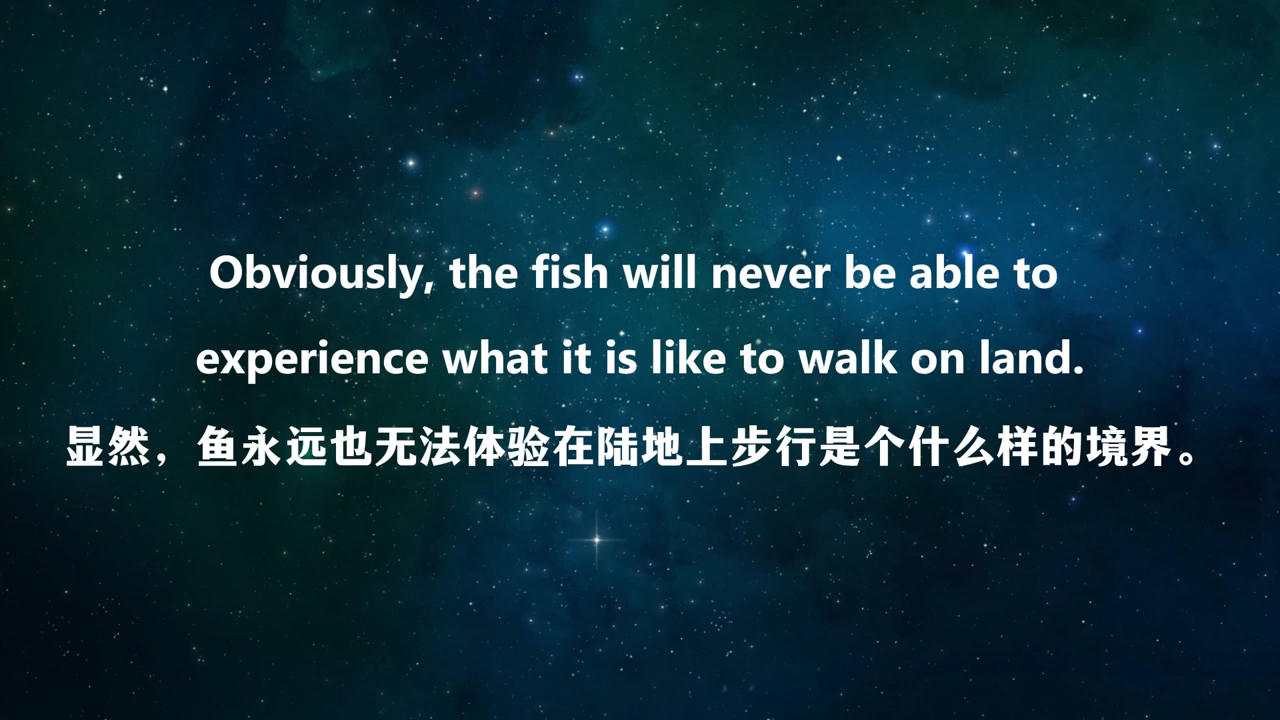 Obviously, the fish will never be able to
experience what it is like to walk on land.
显然，鱼永远也无法体验在陆地上步行是个什么样的境界。